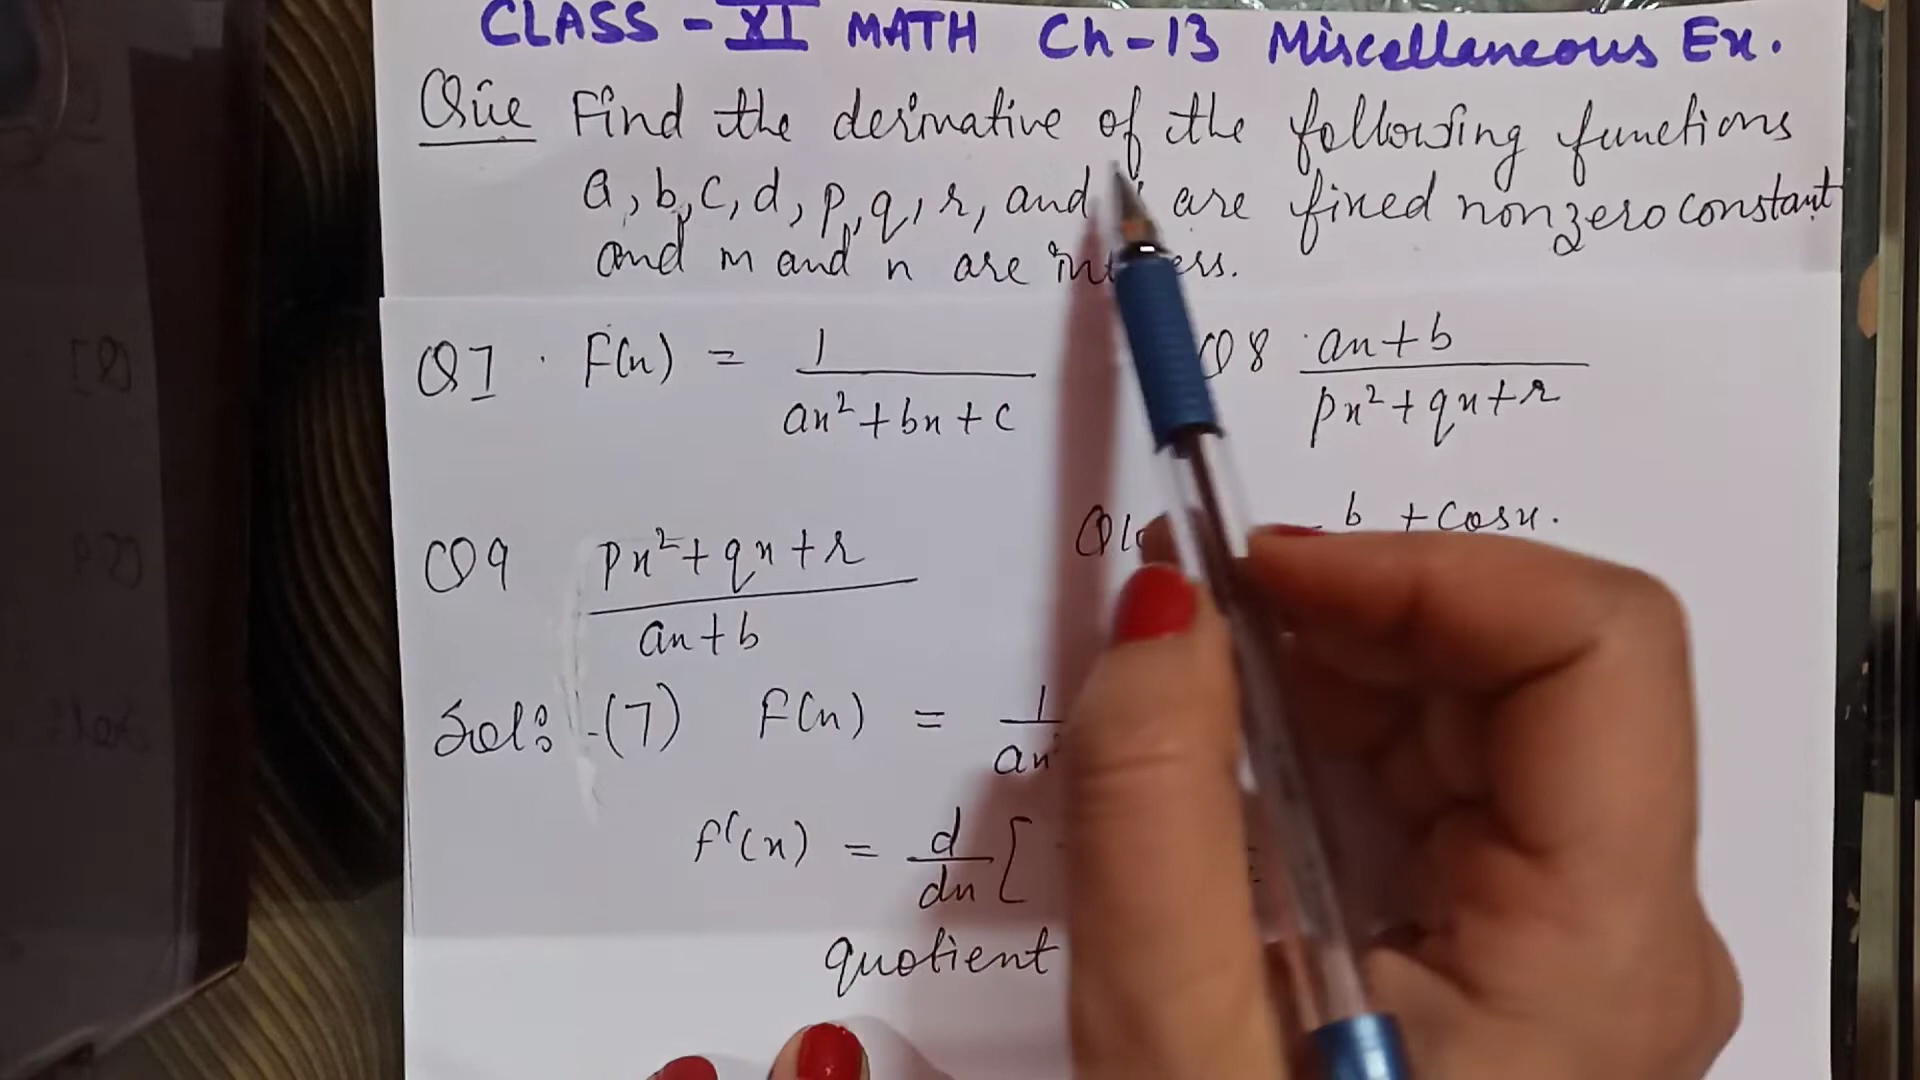 CLASS - XI MATH Ch-13 Miscellaneous Ex.
Que Find the derivative of the following functions
a, b, c, d, p, q, r, and are fixed nonzero constant
and m and n are
Q7. F(x) = 1 / ax²+bx+c
Q8 ax+b / px²+qx+r
Q9 px²+qx+r / ax+b
b + cosx.
Sol:-(7) F(x) = 1 / ax²
f'(x) = d/dx [
quotient